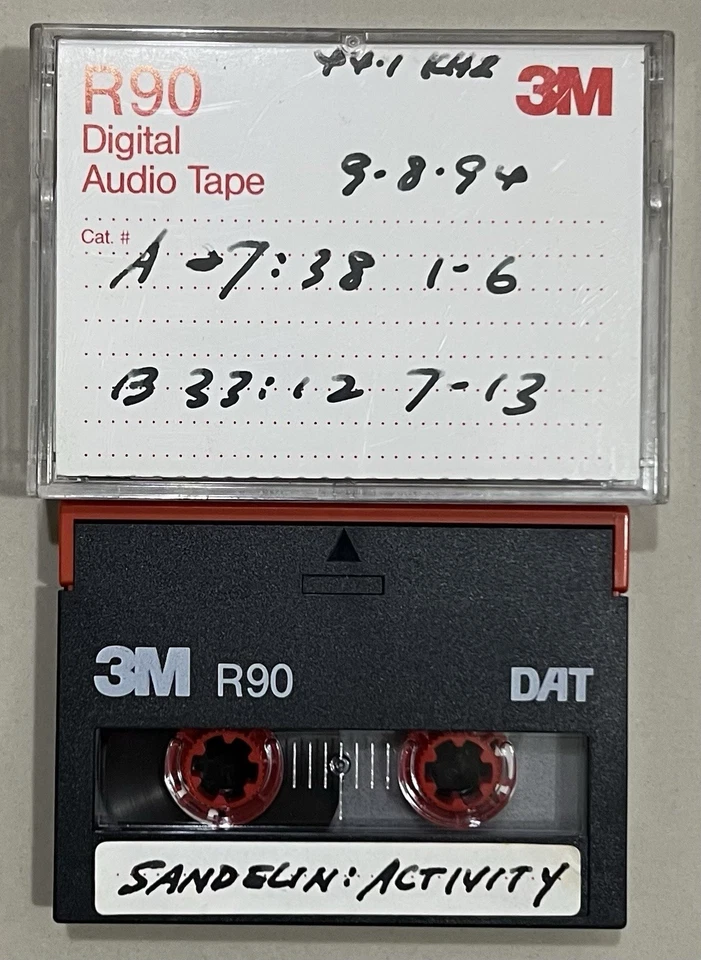 44.1 KHZ
R90 3M
Digital
Audio Tape 9·8·94
Cat. #
A 7:38 1-6
B 33:12 7-13
3M R90 DAT
SANDELIN: ACTIVITY